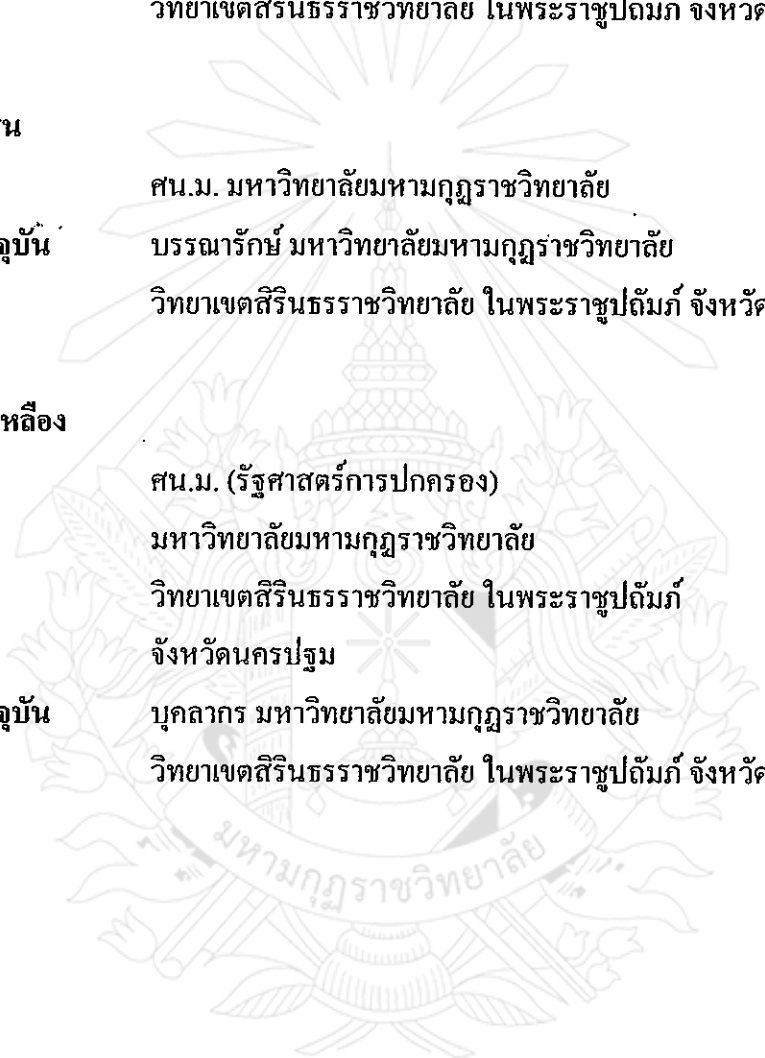 วิทยาเขตสิรินธรราชวิทยาลัย ในพระราชูปถัมภ์ จังหวัด
ศน.ม. มหาวิทยาลัยมหามกุฏราชวิทยาลัย
บรรณารักษ์ มหาวิทยาลัยมหามกุฏราชวิทยาลัย
วิทยาเขตสิรินธรราชวิทยาลัย ในพระราชูปถัมภ์ จังหวัด
เหลือง
ศน.ม. (รัฐศาสตร์การปกครอง)
มหาวิทยาลัยมหามกุฏราชวิทยาลัย
วิทยาเขตสิรินธรราชวิทยาลัย ในพระราชูปถัมภ์
จังหวัดนครปฐม
บุคลากร มหาวิทยาลัยมหามกุฏราชวิทยาลัย
วิทยาเขตสิรินธรราชวิทยาลัย ในพระราชูปถัมภ์ จังหวัด
มหามกุฏราชวิทยาลัย